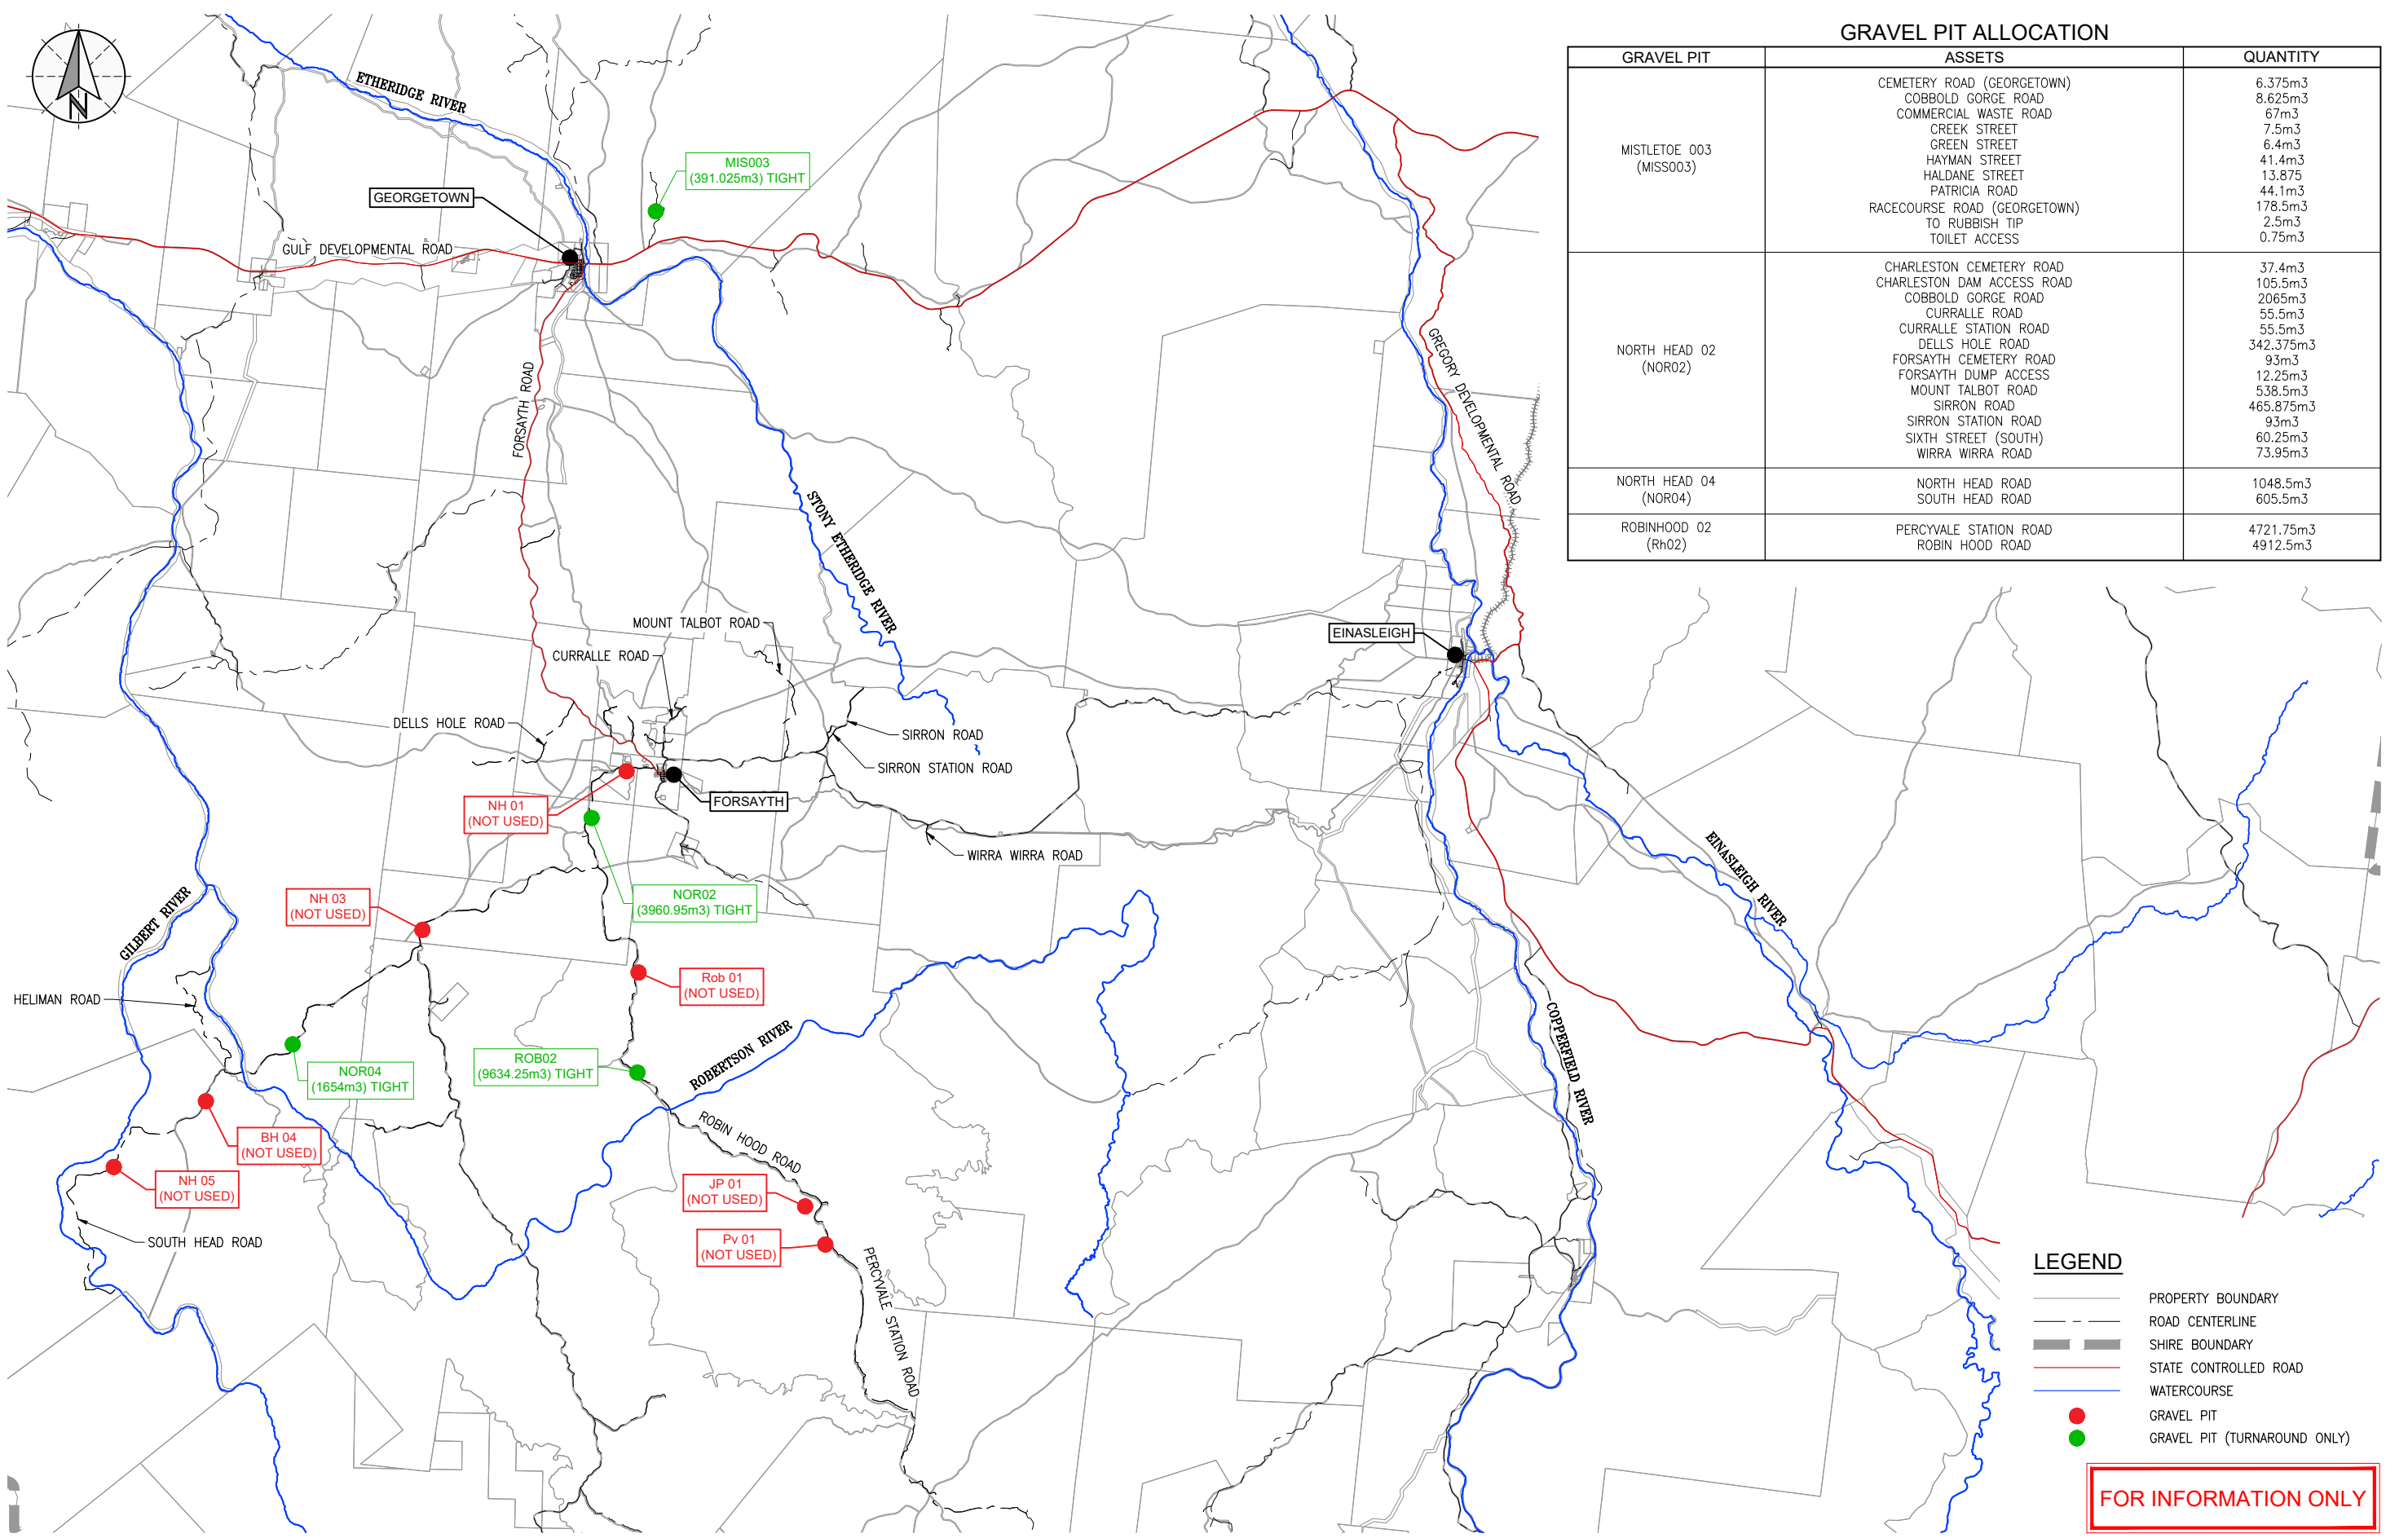 GRAVEL PIT ALLOCATION
GRAVEL PIT ASSETS QUANTITY
MISTLETOE 003
(MISS003)
CEMETERY ROAD (GEORGETOWN) 6.375m3
COBBOLD GORGE ROAD 8.625m3
COMMERCIAL WASTE ROAD 67m3
CREEK STREET 7.5m3
GREEN STREET 6.4m3
HAYMAN STREET 41.4m3
HALDANE STREET 13.875
PATRICIA ROAD 44.1m3
RACECOURSE ROAD (GEORGETOWN) 178.5m3
TO RUBBISH TIP 2.5m3
TOILET ACCESS 0.75m3
NORTH HEAD 02
(NOR02)
CHARLESTON CEMETERY ROAD 37.4m3
CHARLESTON DAM ACCESS ROAD 105.5m3
COBBOLD GORGE ROAD 2065m3
CURRALLE ROAD 55.5m3
CURRALLE STATION ROAD 55.5m3
DELLS HOLE ROAD 342.375m3
FORSAYTH CEMETERY ROAD 93m3
FORSAYTH DUMP ACCESS 12.25m3
MOUNT TALBOT ROAD 538.5m3
SIRRON ROAD 465.875m3
SIRRON STATION ROAD 93m3
SIXTH STREET (SOUTH) 60.25m3
WIRRA WIRRA ROAD 73.95m3
NORTH HEAD 04
(NOR04)
NORTH HEAD ROAD 1048.5m3
SOUTH HEAD ROAD 605.5m3
ROBINHOOD 02
(Rh02)
PERCYVALE STATION ROAD 4721.75m3
ROBIN HOOD ROAD 4912.5m3
N
ETHERIDGE RIVER
MIS003
(391.025m3) TIGHT
GEORGETOWN
GULF DEVELOPMENTAL ROAD
FORSAYTH ROAD
GREGORY DEVELOPMENTAL ROAD
STONY ETHERIDGE RIVER
MOUNT TALBOT ROAD
EINASLEIGH
CURRALLE ROAD
DELLS HOLE ROAD
SIRRON ROAD
SIRRON STATION ROAD
NH 01
(NOT USED)
FORSAYTH
WIRRA WIRRA ROAD
EINASLEIGH RIVER
NOR02
(3960.95m3) TIGHT
NH 03
(NOT USED)
GILBERT RIVER
Rob 01
(NOT USED)
HELIMAN ROAD
ROBERTSON RIVER
COPPERFIELD RIVER
ROB02
(9634.25m3) TIGHT
NOR04
(1654m3) TIGHT
ROBIN HOOD ROAD
BH 04
(NOT USED)
NH 05
(NOT USED)
JP 01
(NOT USED)
Pv 01
(NOT USED)
SOUTH HEAD ROAD
PERCYVALE STATION ROAD
LEGEND
PROPERTY BOUNDARY
ROAD CENTERLINE
SHIRE BOUNDARY
STATE CONTROLLED ROAD
WATERCOURSE
GRAVEL PIT
GRAVEL PIT (TURNAROUND ONLY)
FOR INFORMATION ONLY